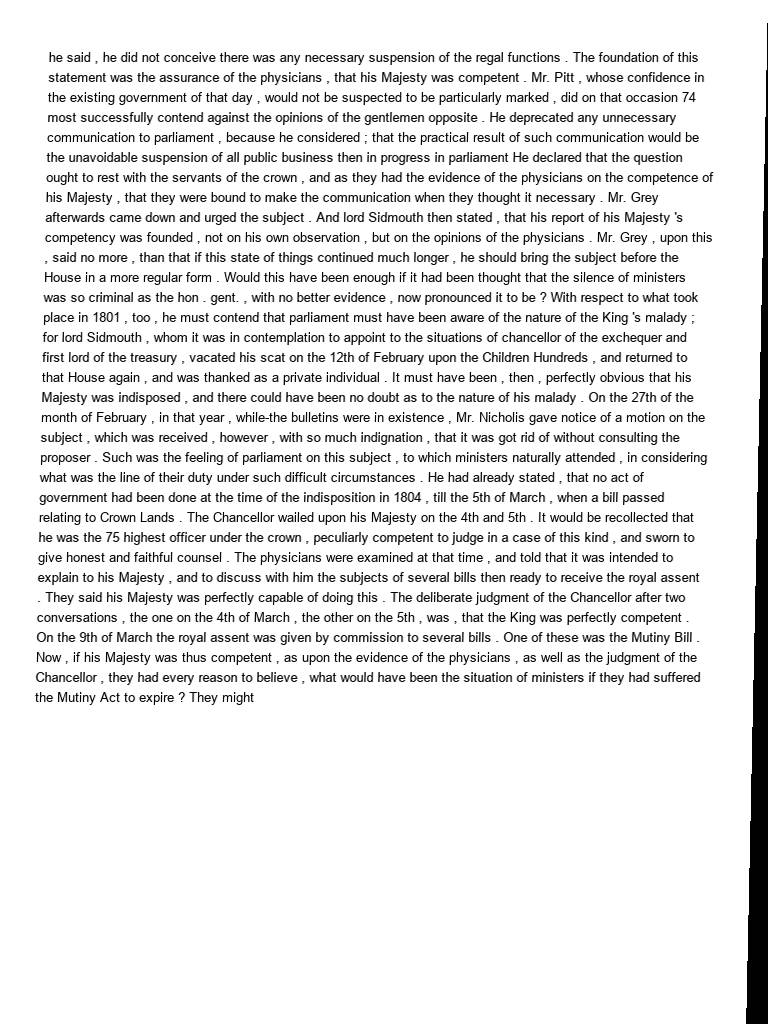 he said , he did not conceive there was any necessary suspension of the regal functions . The foundation of this
statement was the assurance of the physicians , that his Majesty was competent . Mr. Pitt , whose confidence in
the existing government of that day , would not be suspected to be particularly marked , did on that occasion 74
most successfully contend against the opinions of the gentlemen opposite . He deprecated any unnecessary
communication to parliament , because he considered ; that the practical result of such communication would be
the unavoidable suspension of all public business then in progress in parliament He declared that the question
ought to rest with the servants of the crown , and as they had the evidence of the physicians on the competence of
his Majesty , that they were bound to make the communication when they thought it necessary . Mr. Grey
afterwards came down and urged the subject . And lord Sidmouth then stated , that his report of his Majesty 's
competency was founded , not on his own observation , but on the opinions of the physicians . Mr. Grey , upon this
, said no more , than that if this state of things continued much longer , he should bring the subject before the
House in a more regular form . Would this have been enough if it had been thought that the silence of ministers
was so criminal as the hon . gent. , with no better evidence , now pronounced it to be ? With respect to what took
place in 1801 , too , he must contend that parliament must have been aware of the nature of the King 's malady ;
for lord Sidmouth , whom it was in contemplation to appoint to the situations of chancellor of the exchequer and
first lord of the treasury , vacated his scat on the 12th of February upon the Children Hundreds , and returned to
that House again , and was thanked as a private individual . It must have been , then , perfectly obvious that his
Majesty was indisposed , and there could have been no doubt as to the nature of his malady . On the 27th of the
month of February , in that year , while-the bulletins were in existence , Mr. Nicholis gave notice of a motion on the
subject , which was received , however , with so much indignation , that it was got rid of without consulting the
proposer . Such was the feeling of parliament on this subject , to which ministers naturally attended , in considering
what was the line of their duty under such difficult circumstances . He had already stated , that no act of
government had been done at the time of the indisposition in 1804 , till the 5th of March , when a bill passed
relating to Crown Lands . The Chancellor wailed upon his Majesty on the 4th and 5th . It would be recollected that
he was the 75 highest officer under the crown , peculiarly competent to judge in a case of this kind , and sworn to
give honest and faithful counsel . The physicians were examined at that time , and told that it was intended to
explain to his Majesty , and to discuss with him the subjects of several bills then ready to receive the royal assent
. They said his Majesty was perfectly capable of doing this . The deliberate judgment of the Chancellor after two
conversations , the one on the 4th of March , the other on the 5th , was , that the King was perfectly competent .
On the 9th of March the royal assent was given by commission to several bills . One of these was the Mutiny Bill .
Now , if his Majesty was thus competent , as upon the evidence of the physicians , as well as the judgment of the
Chancellor , they had every reason to believe , what would have been the situation of ministers if they had suffered
the Mutiny Act to expire ? They might